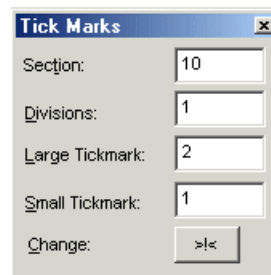 Tick Marks
Section: 10
Divisions: 1
Large Tickmark: 2
Small Tickmark: 1
Change: >!<